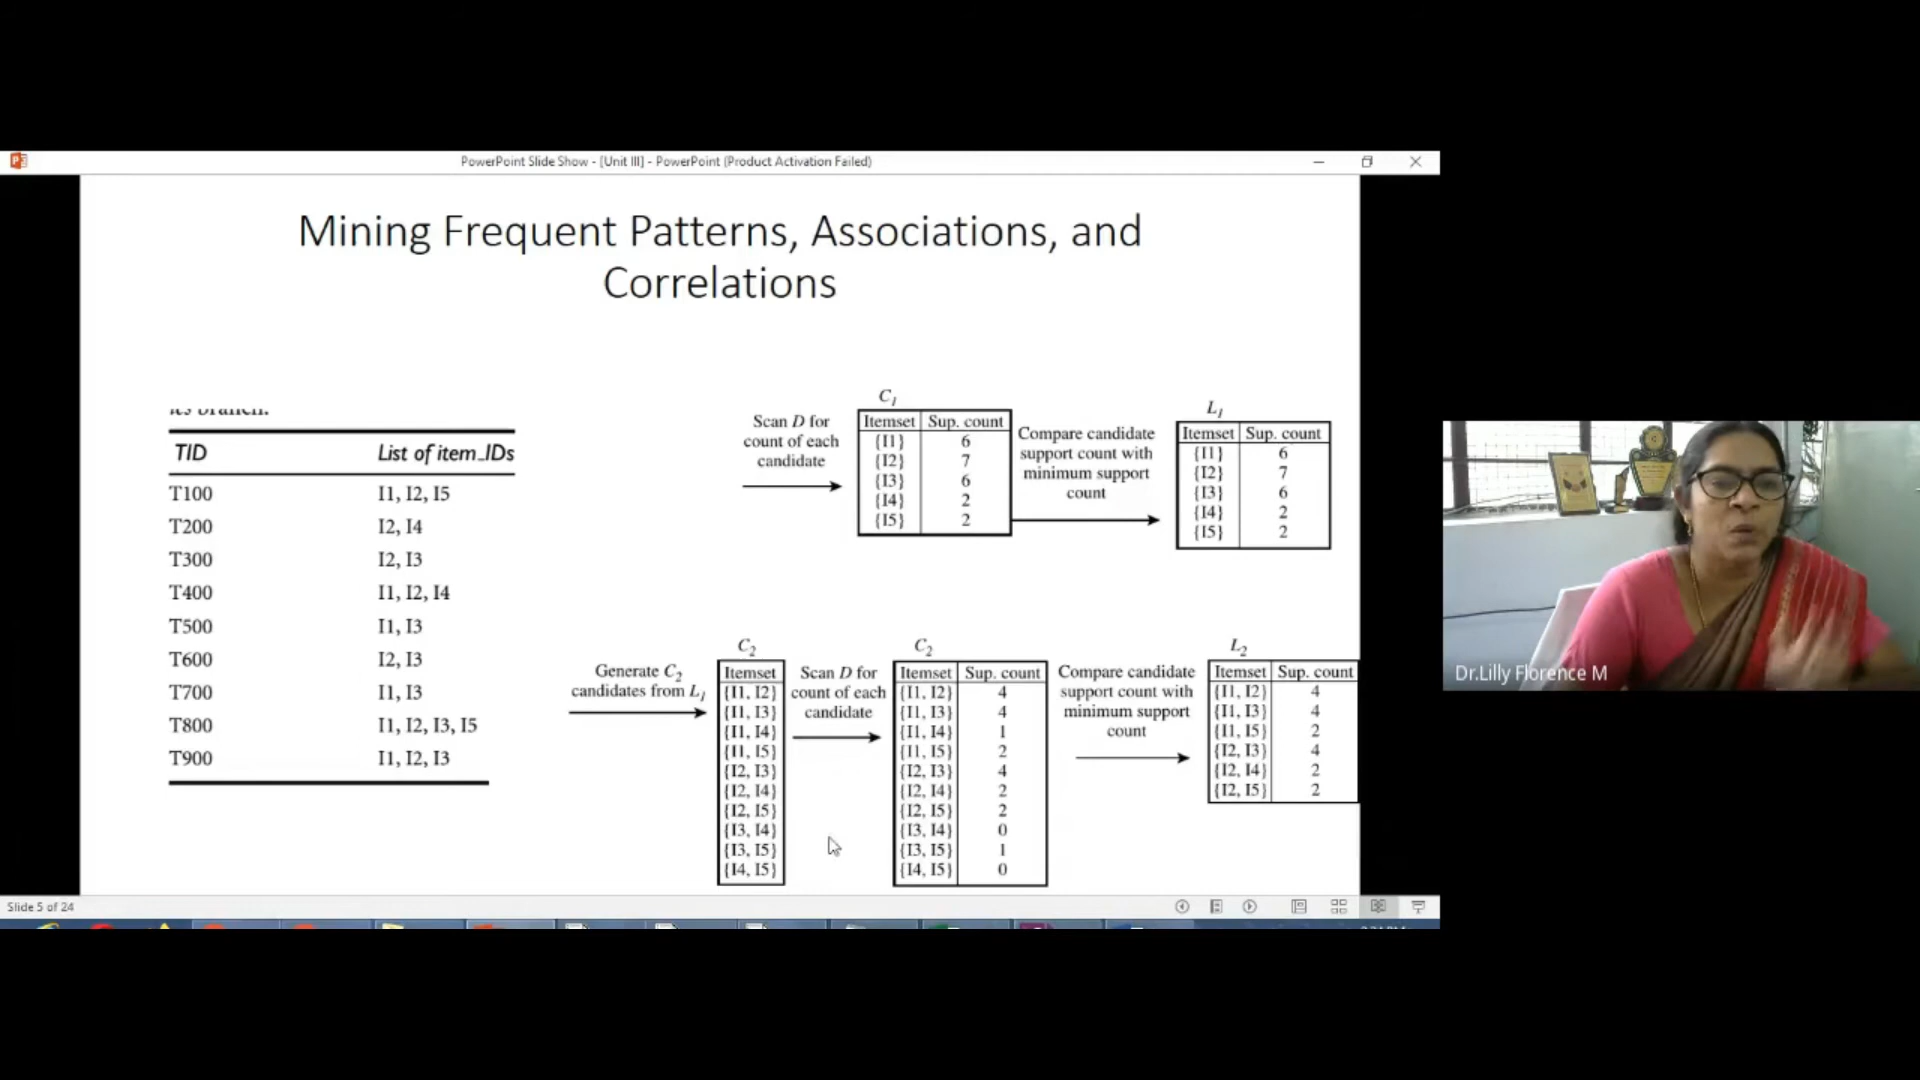 PowerPoint Slide Show - [Unit III] - PowerPoint (Product Activation Failed)
Mining Frequent Patterns, Associations, and
Correlations
its branch.
TID List of item_IDs
T100 I1, I2, I5
T200 I2, I4
T300 I2, I3
T400 I1, I2, I4
T500 I1, I3
T600 I2, I3
T700 I1, I3
T800 I1, I2, I3, I5
T900 I1, I2, I3
Scan D for
count of each
candidate
C1
Itemset Sup. count
{I1} 6
{I2} 7
{I3} 6
{I4} 2
{I5} 2
Compare candidate
support count with
minimum support
count
L1
Itemset Sup. count
{I1} 6
{I2} 7
{I3} 6
{I4} 2
{I5} 2
Generate C2
candidates from L1
C2
Itemset
{I1, I2}
{I1, I3}
{I1, I4}
{I1, I5}
{I2, I3}
{I2, I4}
{I2, I5}
{I3, I4}
{I3, I5}
{I4, I5}
Scan D for
count of each
candidate
C2
Itemset Sup. count
{I1, I2} 4
{I1, I3} 4
{I1, I4} 1
{I1, I5} 2
{I2, I3} 4
{I2, I4} 2
{I2, I5} 2
{I3, I4} 0
{I3, I5} 1
{I4, I5} 0
Compare candidate
support count with
minimum support
count
L2
Itemset Sup. count
{I1, I2} 4
{I1, I3} 4
{I1, I5} 2
{I2, I3} 4
{I2, I4} 2
{I2, I5} 2
Dr.Lilly Florence M
Slide 5 of 24